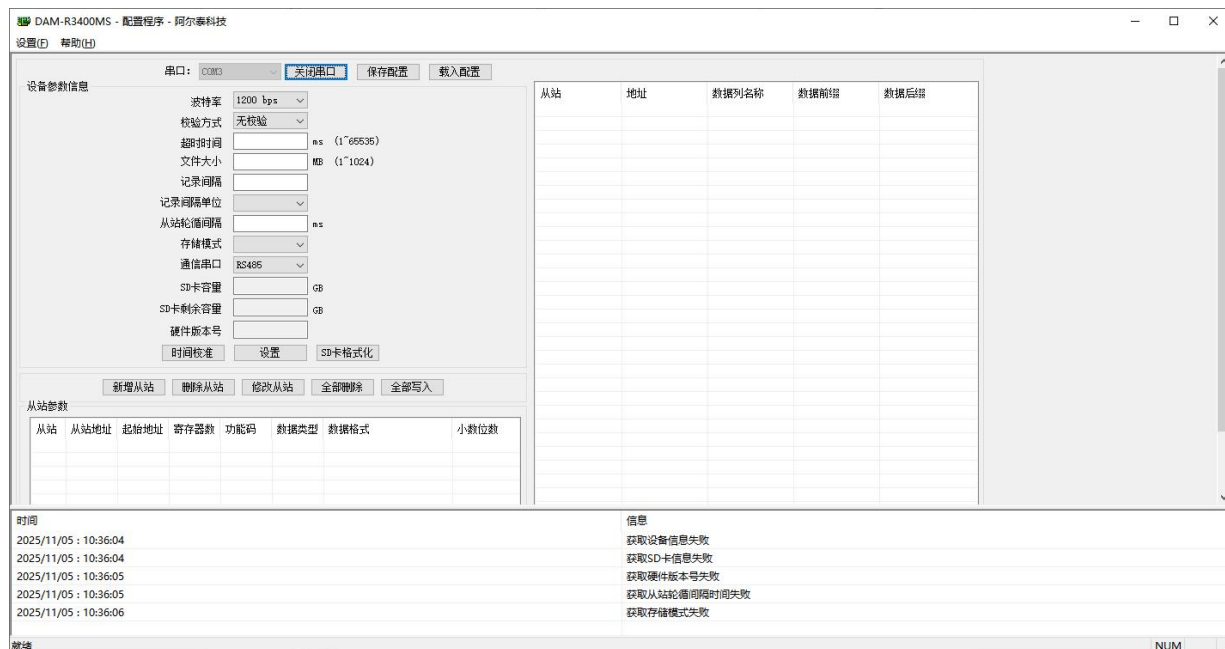 DAM-R3400MS - 配置程序 - 阿尔泰科技
设置(F) 帮助(H)
串口: COM3 关闭串口 保存配置 载入配置
设备参数信息
波特率 1200 bps
校验方式 无校验
超时时间 ms (1~65535)
文件大小 MB (1~1024)
记录间隔
记录间隔单位
从站轮循间隔 ms
存储模式
通信串口 RS485
SD卡容量 GB
SD卡剩余容量 GB
硬件版本号
时间校准 设置 SD卡格式化
新增从站 删除从站 修改从站 全部删除 全部写入
从站参数
从站 从站地址 起始地址 寄存器数 功能码 数据类型 数据格式 小数位数
从站 地址 数据列名称 数据前缀 数据后缀
时间 信息
2025/11/05 : 10:36:04 获取设备信息失败
2025/11/05 : 10:36:04 获取SD卡信息失败
2025/11/05 : 10:36:05 获取硬件版本号失败
2025/11/05 : 10:36:05 获取从站轮循间隔时间失败
2025/11/05 : 10:36:06 获取存储模式失败
就绪 NUM